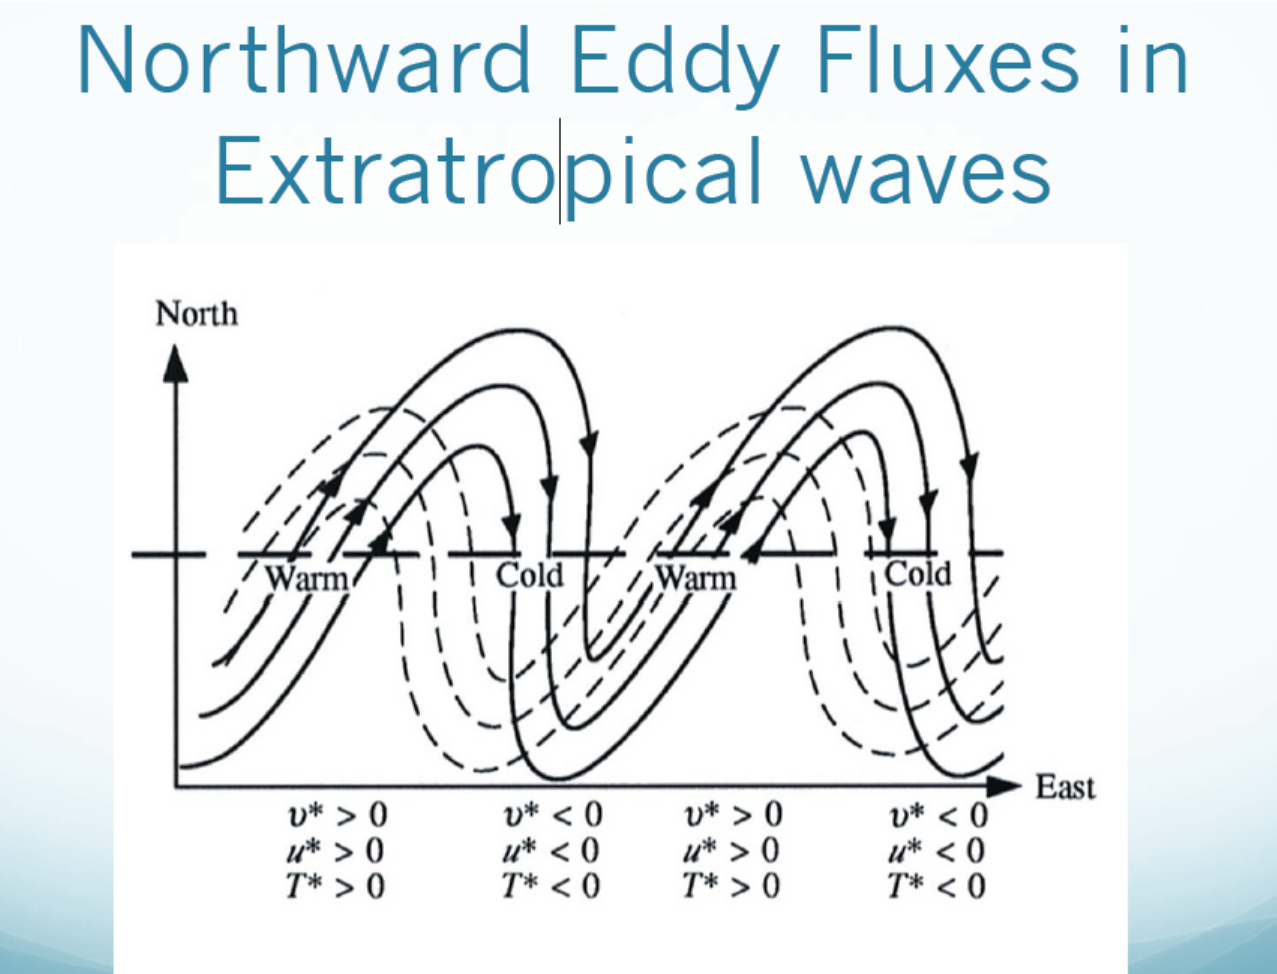 Northward Eddy Fluxes in
Extratropical waves
North
Warm Cold Warm Cold
East
υ* > 0 υ* < 0 υ* > 0 υ* < 0
u* > 0 u* < 0 u* > 0 u* < 0
T* > 0 T* < 0 T* > 0 T* < 0